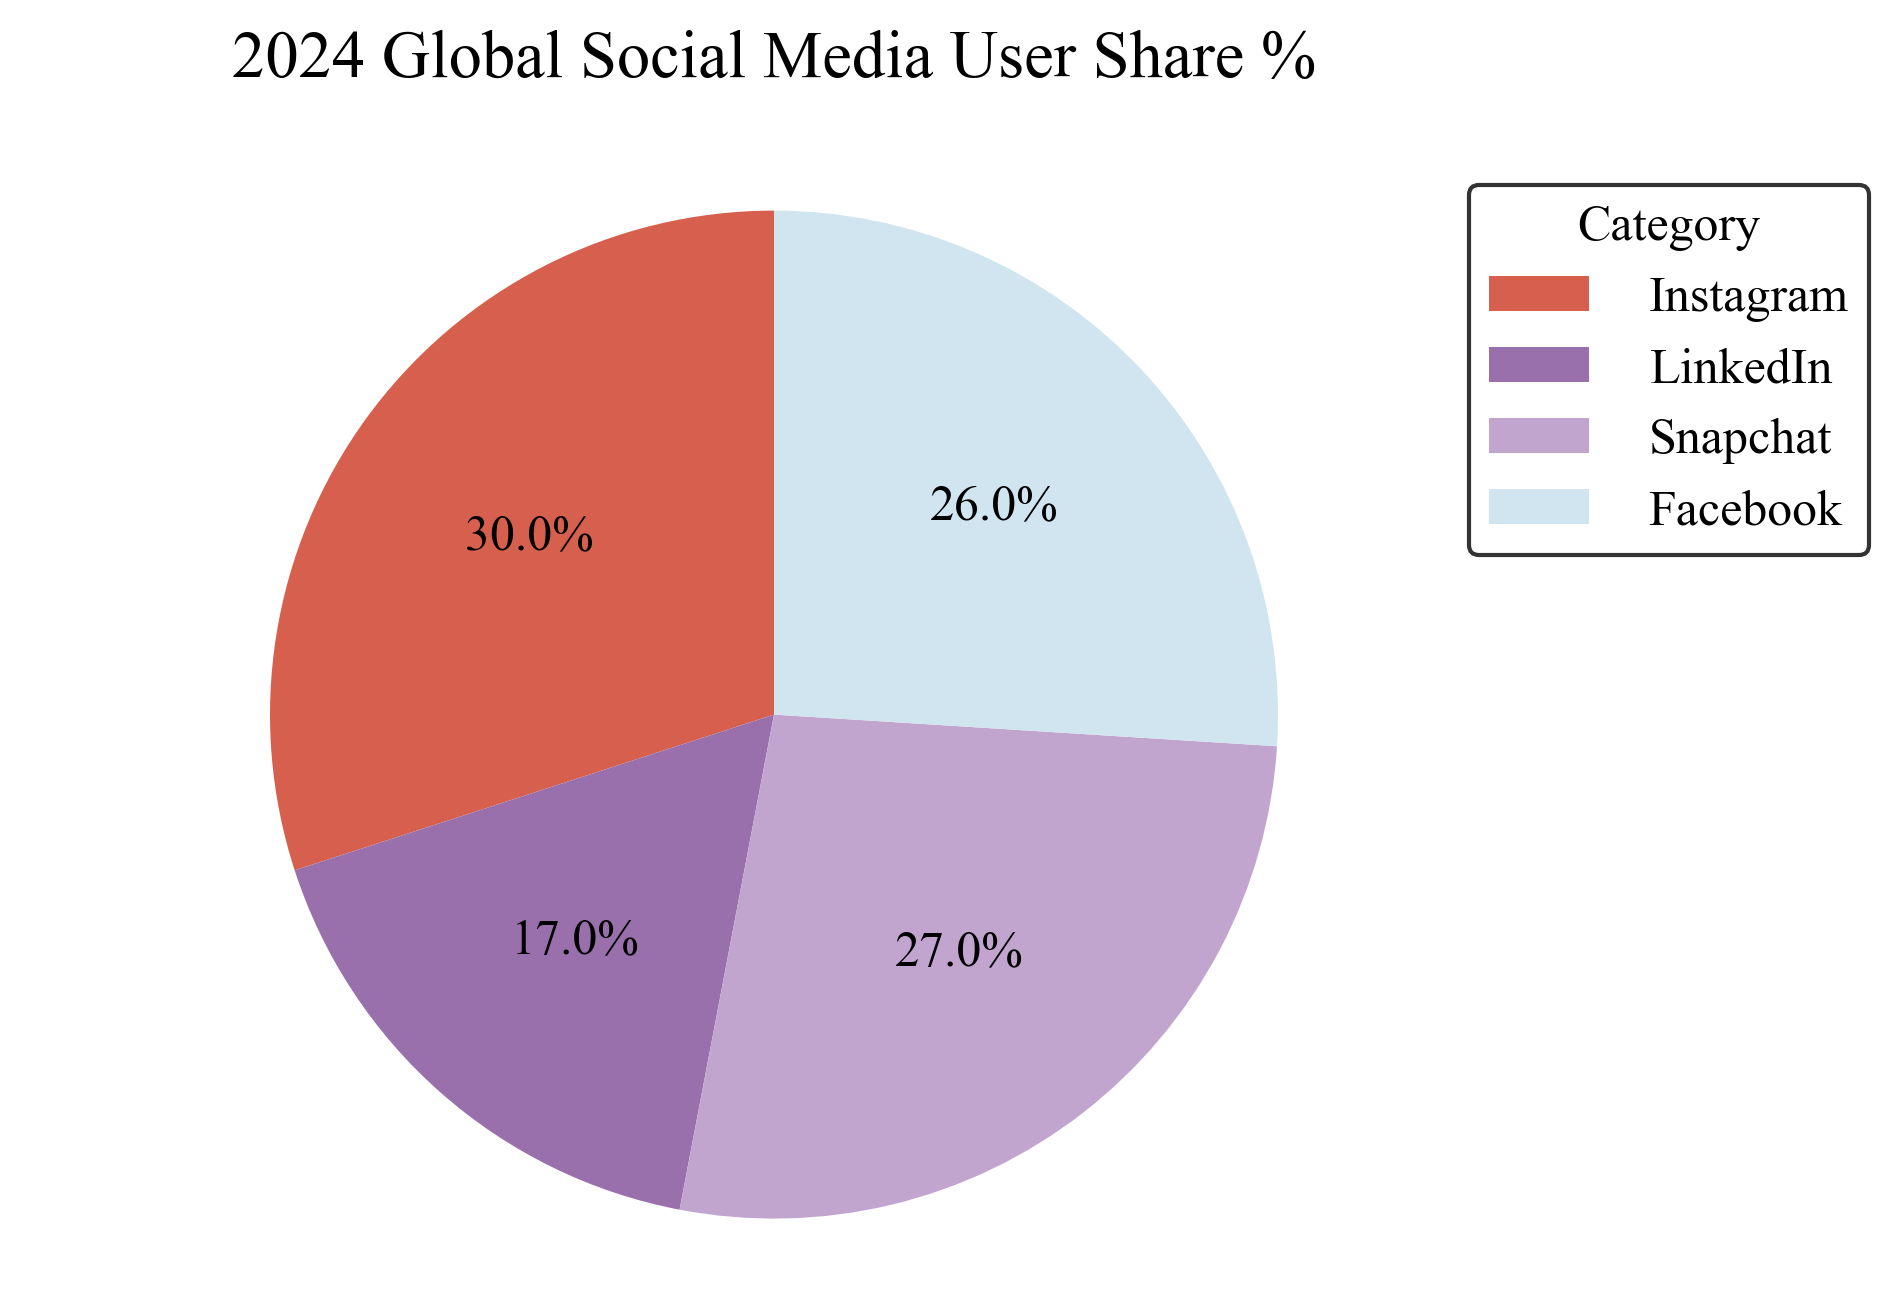 2024 Global Social Media User Share %
Category
Instagram
LinkedIn
Snapchat
Facebook
26.0%
30.0%
17.0%
27.0%